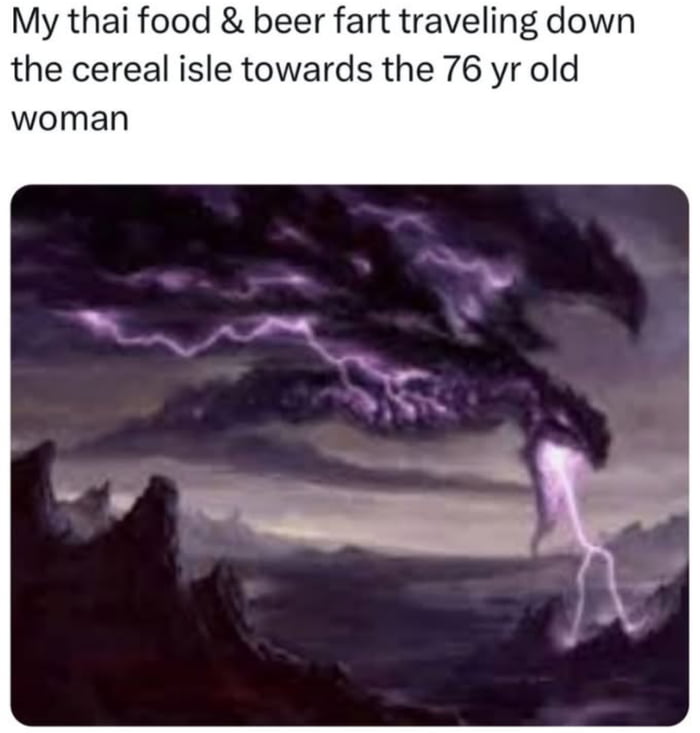 My thai food & beer fart traveling down
the cereal isle towards the 76 yr old
woman